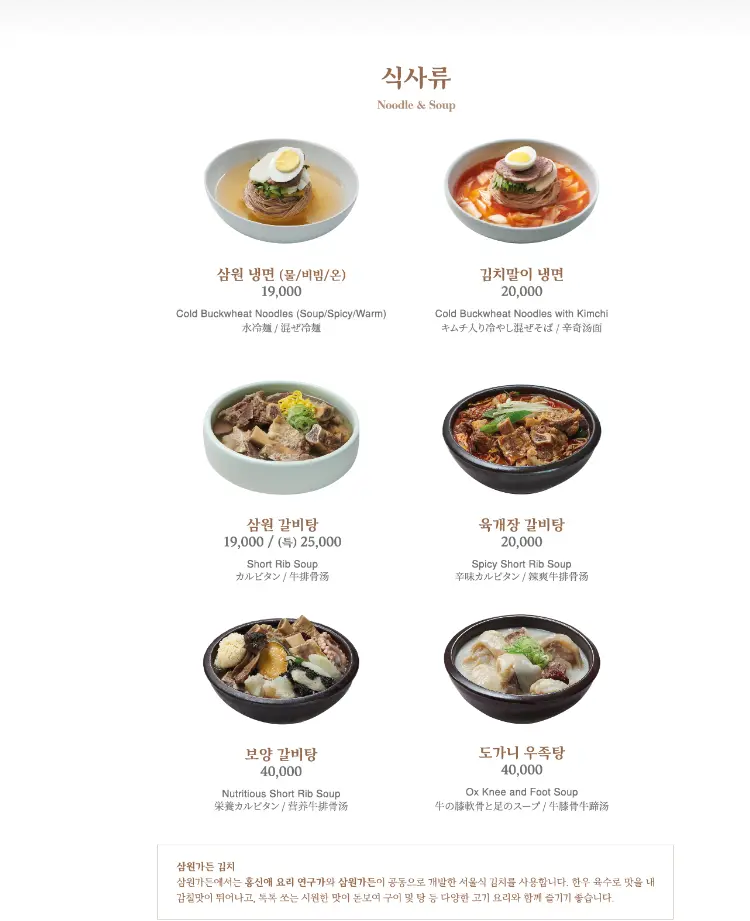 식사류
Noodle & Soup
삼원 냉면 (물/비빔/온)
19,000
Cold Buckwheat Noodles (Soup/Spicy/Warm)
水冷麺 / 混ぜ冷麺
김치말이 냉면
20,000
Cold Buckwheat Noodles with Kimchi
キムチ入り冷やし混ぜそば / 辛奇汤面
삼원 갈비탕
19,000 / (특) 25,000
Short Rib Soup
カルビタン / 牛排骨汤
육개장 갈비탕
20,000
Spicy Short Rib Soup
辛味カルビタン / 辣爽牛排骨汤
보양 갈비탕
40,000
Nutritious Short Rib Soup
栄養カルビタン / 营养牛排骨汤
도가니 우족탕
40,000
Ox Knee and Foot Soup
牛の膝軟骨と足のスープ / 牛膝骨牛蹄汤
삼원가든 김치
삼원가든에서는 홍신애 요리 연구가와 삼원가든이 공동으로 개발한 서울식 김치를 사용합니다. 한우 육수로 맛을 내
감칠맛이 뛰어나고, 톡톡 쏘는 시원한 맛이 돋보여 구이 및 탕 등 다양한 고기 요리와 함께 즐기기 좋습니다.